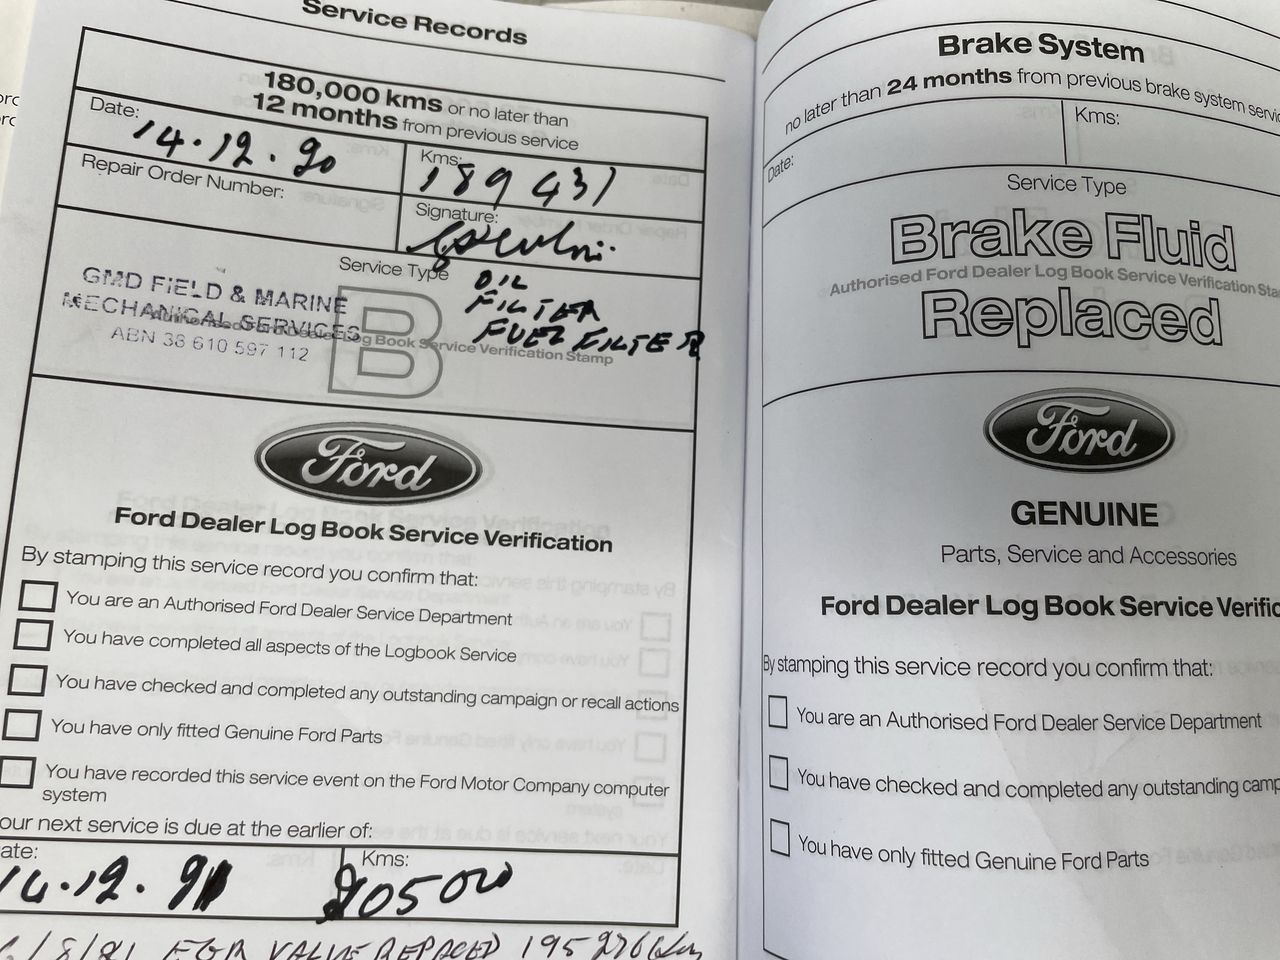 Service Records
180,000 kms or no later than
12 months from previous service
Date: 14.12.20
Kms: 189 431
Repair Order Number:
Signature:
Service Type
OIL
FILTER
FUEL FILTER
GMD FIELD & MARINE
MECHANICAL SERVICES
ABN 38 610 597 112
B
Log Book Service Verification Stamp
Ford
Ford Dealer Log Book Service Verification
By stamping this service record you confirm that:
You are an Authorised Ford Dealer Service Department
You have completed all aspects of the Logbook Service
You have checked and completed any outstanding campaign or recall actions
You have only fitted Genuine Ford Parts
You have recorded this service event on the Ford Motor Company computer
system
our next service is due at the earlier of:
ate: 14.12.21
Kms: 20500
/8/21 EGR VALVE REPLACED 195 276 Km
Brake System
no later than 24 months from previous brake system servi
Date:
Kms:
Service Type
Brake Fluid
Authorised Ford Dealer Log Book Service Verification Sta
Replaced
Ford
GENUINE
Parts, Service and Accessories
Ford Dealer Log Book Service Verific
By stamping this service record you confirm that:
You are an Authorised Ford Dealer Service Department
You have checked and completed any outstanding camp
You have only fitted Genuine Ford Parts